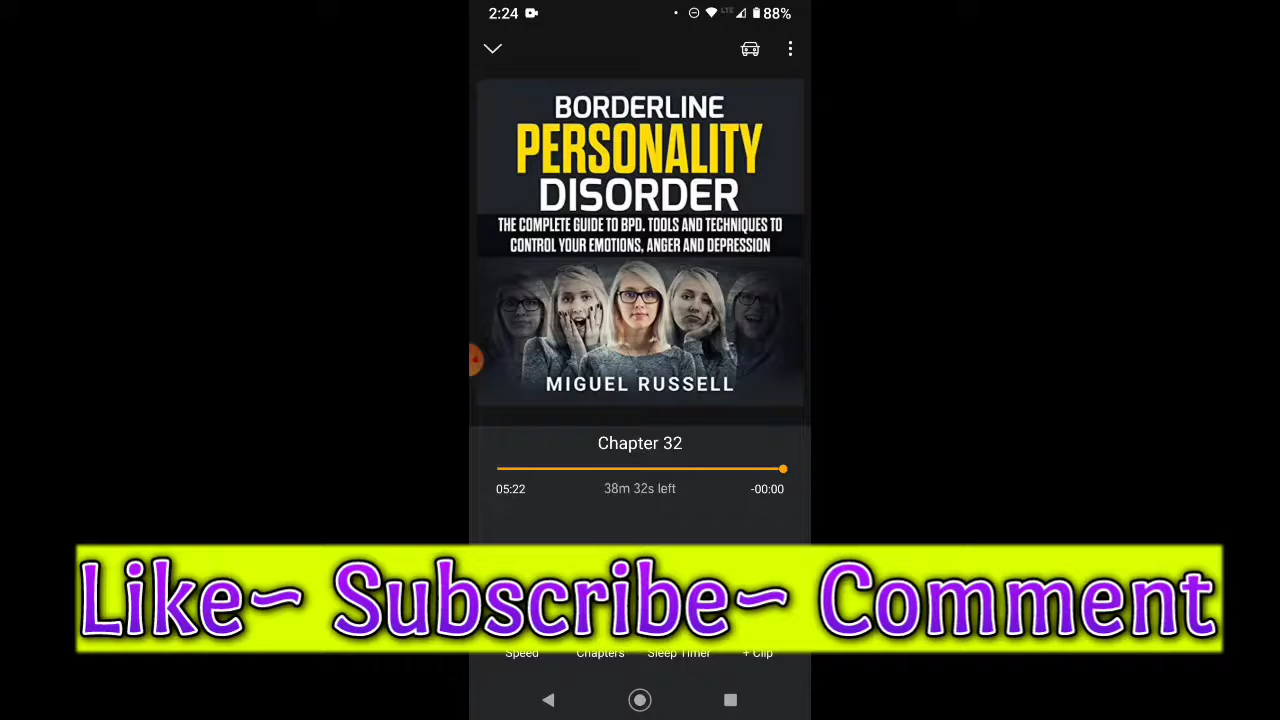 2:24
LTE
88%
BORDERLINE
PERSONALITY
DISORDER
THE COMPLETE GUIDE TO BPD. TOOLS AND TECHNIQUES TO
CONTROL YOUR EMOTIONS, ANGER AND DEPRESSION
MIGUEL RUSSELL
Chapter 32
05:22 38m 32s left -00:00
Like~ Subscribe~ Comment
Speed Chapters Sleep Timer + Clip